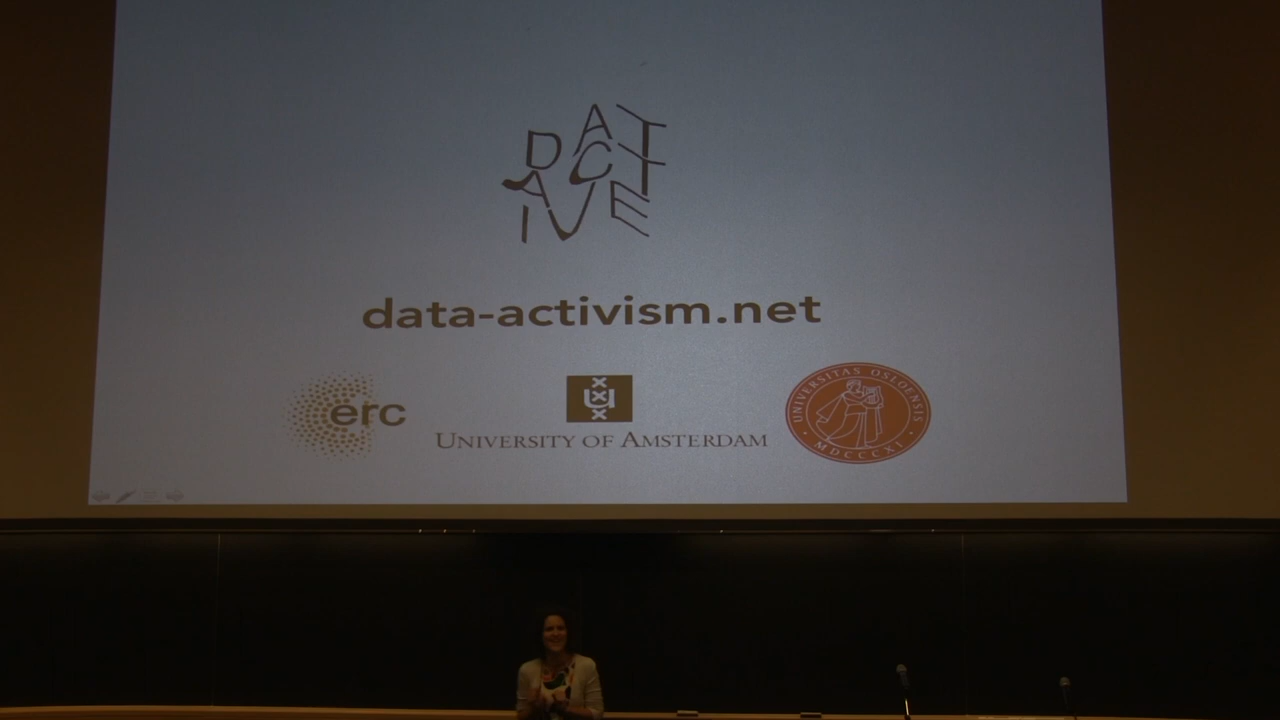 DATACTIVE
data-activism.net
erc
UNIVERSITY OF AMSTERDAM
UNIVERSITAS OSLOENSIS
MDCCCXI